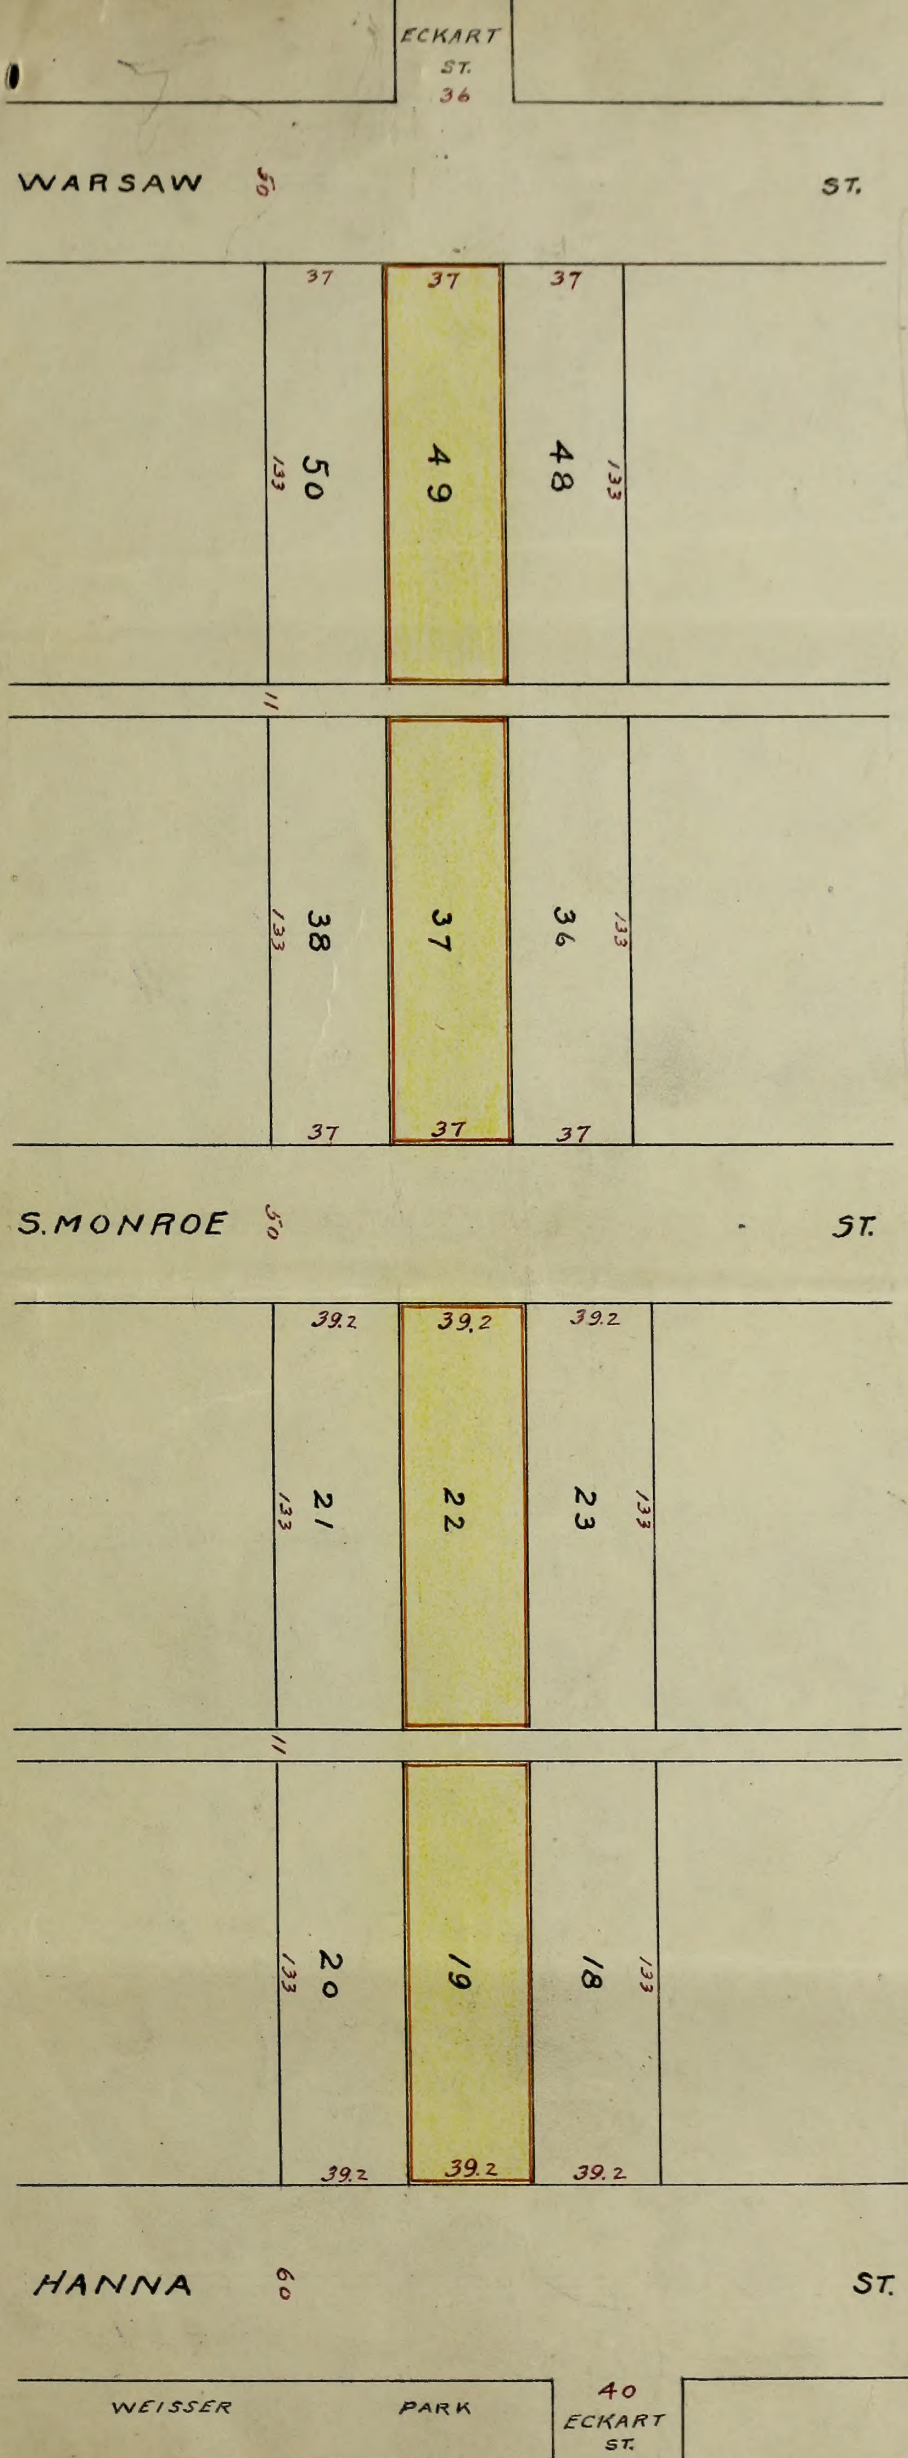 ECKART
ST.
36
WARSAW 50 ST.
37 37 37
133 50 49 48 133
11
133 38 37 36 133
37 37 37
S. MONROE 50 ST.
39.2 39.2 39.2
133 21 22 23 133
11
133 20 19 18 133
39.2 39.2 39.2
HANNA 60 ST.
WEISSER PARK
40
ECKART
ST.